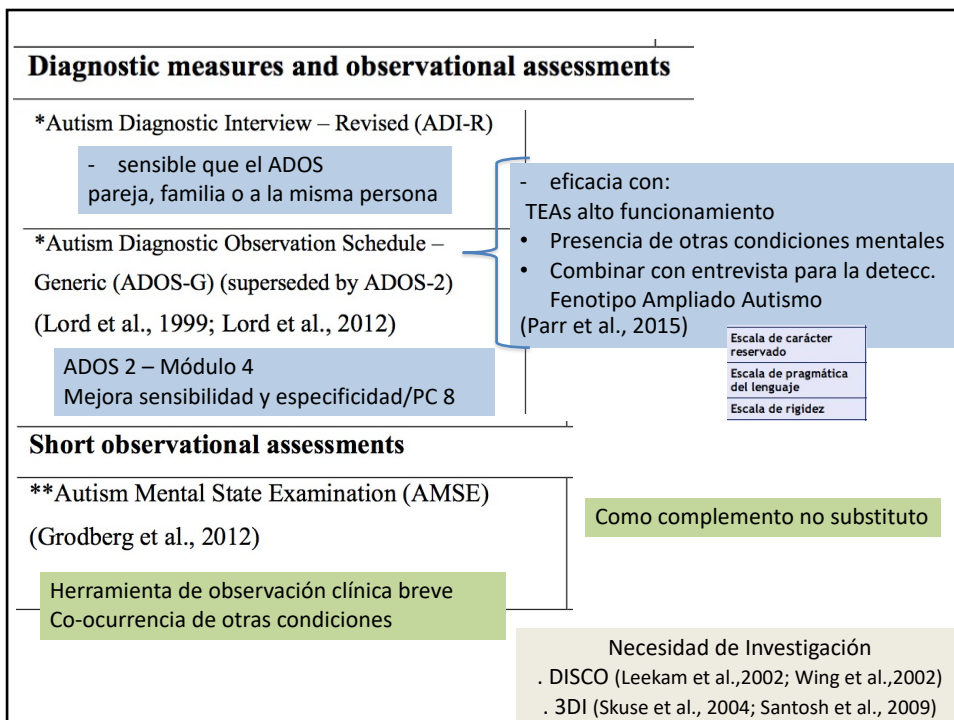 Diagnostic measures and observational assessments
*Autism Diagnostic Interview – Revised (ADI-R)
- sensible que el ADOS
pareja, familia o a la misma persona
*Autism Diagnostic Observation Schedule –
Generic (ADOS-G) (superseded by ADOS-2)
(Lord et al., 1999; Lord et al., 2012)
ADOS 2 – Módulo 4
Mejora sensibilidad y especificidad/PC 8
- eficacia con:
TEAs alto funcionamiento
• Presencia de otras condiciones mentales
• Combinar con entrevista para la detecc.
Fenotipo Ampliado Autismo
(Parr et al., 2015)
Escala de carácter
reservado
Escala de pragmática
del lenguaje
Escala de rigidez
Short observational assessments
**Autism Mental State Examination (AMSE)
(Grodberg et al., 2012)
Como complemento no substituto
Herramienta de observación clínica breve
Co-ocurrencia de otras condiciones
Necesidad de Investigación
. DISCO (Leekam et al.,2002; Wing et al.,2002)
. 3DI (Skuse et al., 2004; Santosh et al., 2009)